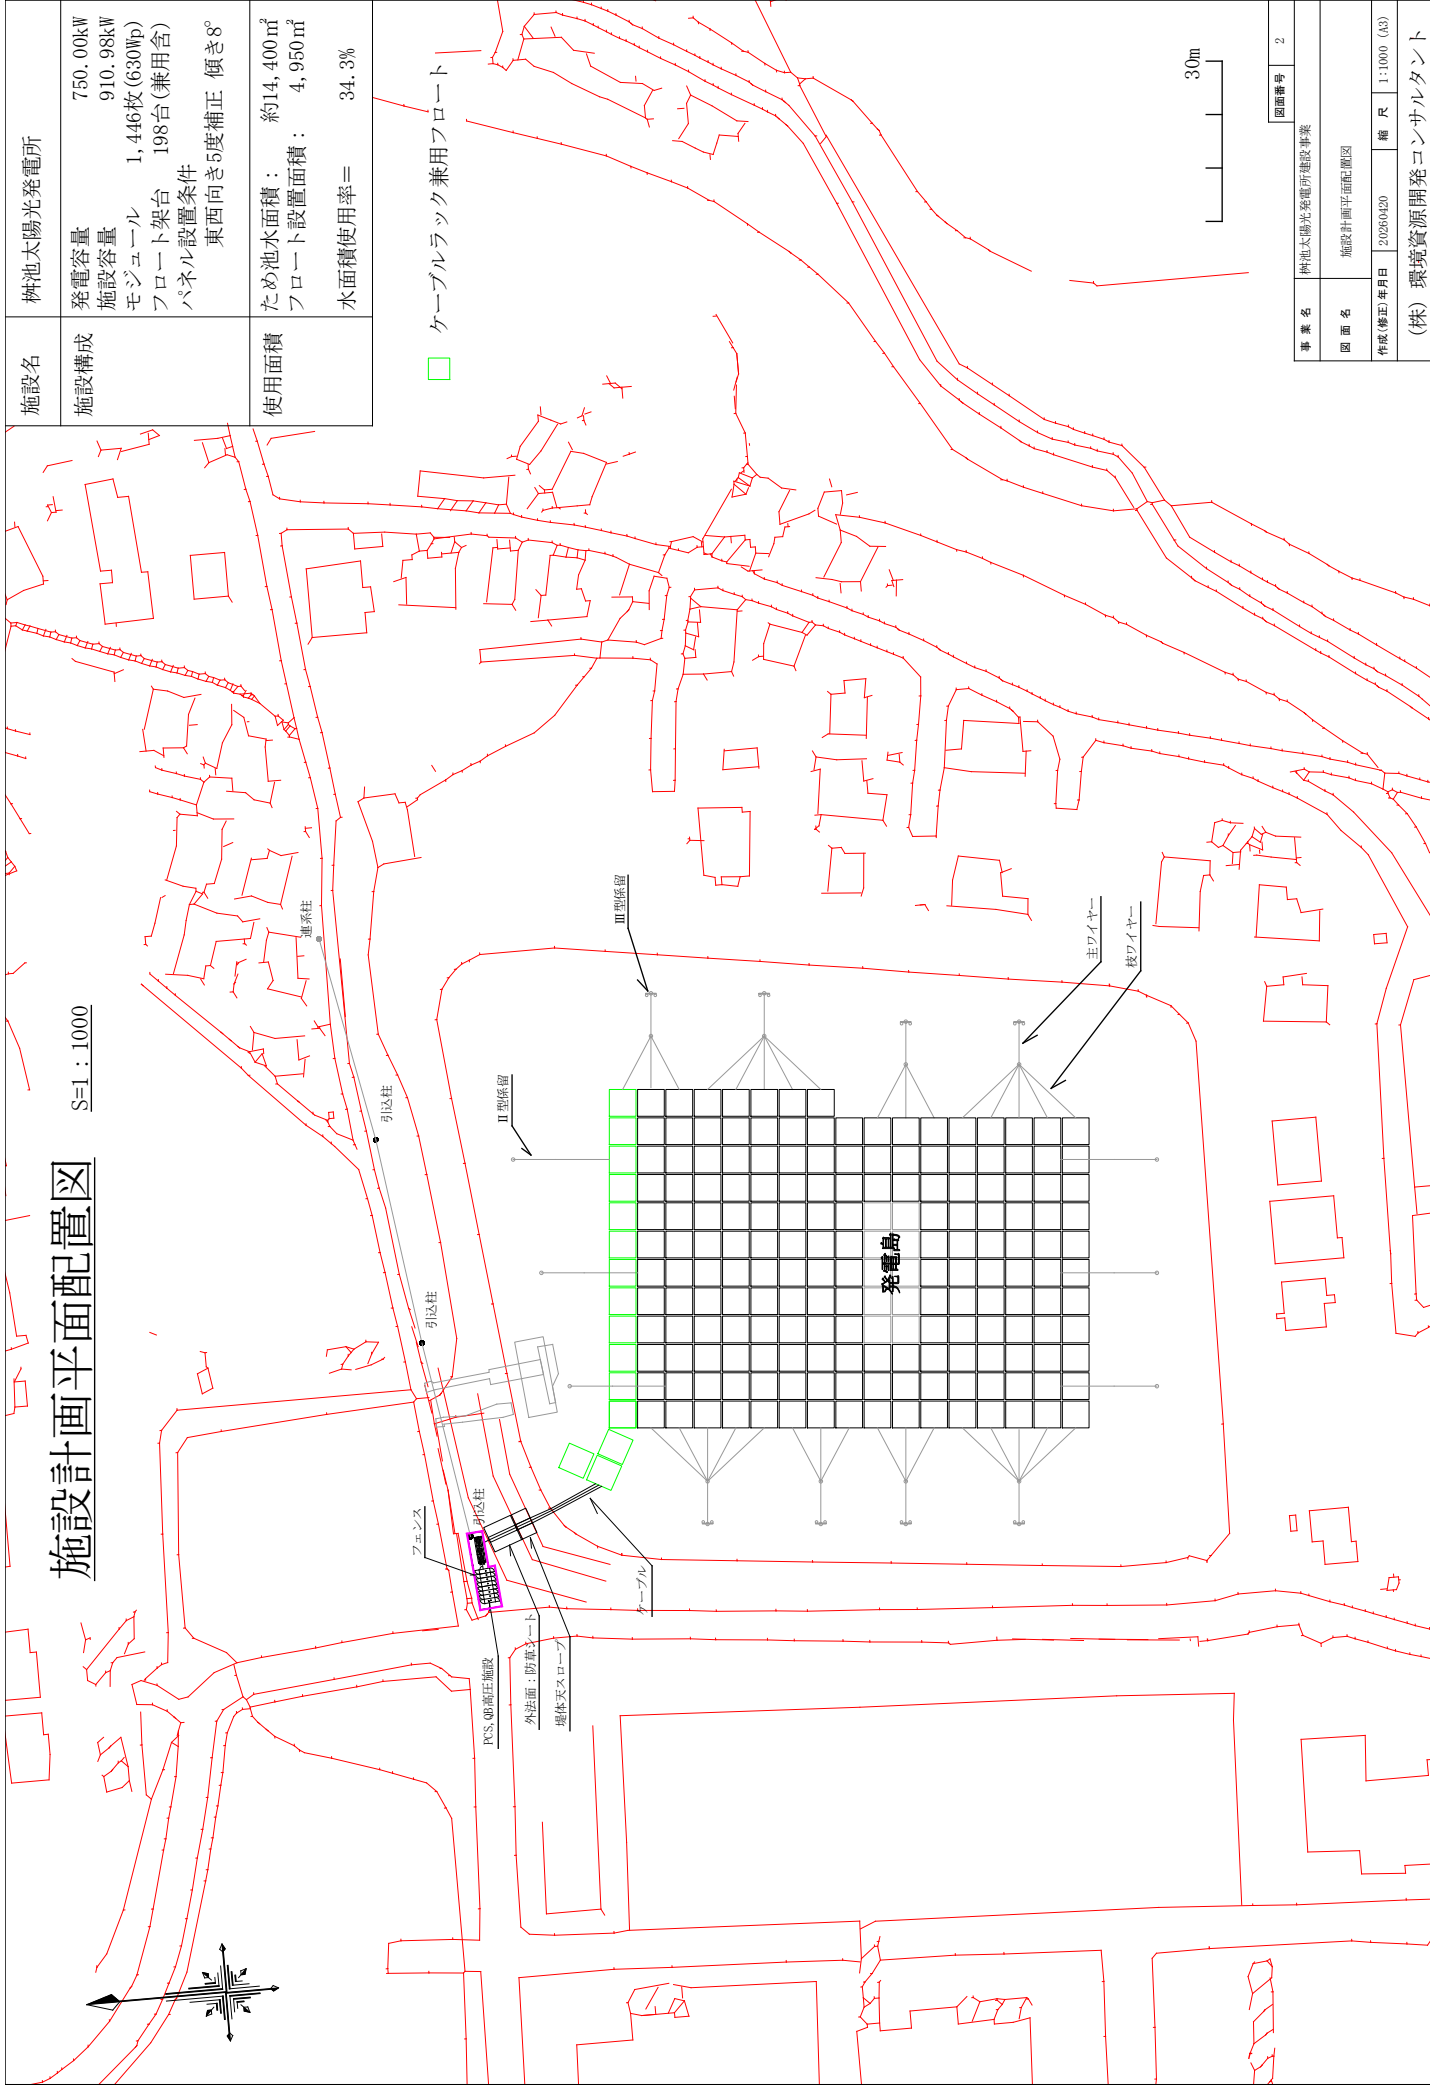 施設計画平面配置図
S=1：1000
施設名
桝池太陽光発電所
施設構成
発電容量　750.00kW
施設容量　910.98kW
モジュール　1,446枚(630Wp)
フロート架台　198台(兼用含)
パネル設置条件
東西向き5度補正 傾き8°
使用面積
ため池水面積：　約14,400㎡
フロート設置面積：　4,950㎡
水面積使用率＝　34.3%
ケーブルラック兼用フロート
連系柱
引込柱
引込柱
引込柱
フェンス
PCS,QB高圧施設
外法面：防草シート
堤体天スロープ
ケーブル
Ⅱ型係留
Ⅲ型係留
主ワイヤー
枝ワイヤー
発電島
30m
図面番号　2
事業名　桝池太陽光発電所建設事業
図面名　施設計画平面配置図
作成(修正)年月日　20260420　縮尺　1:1000 (A3)
(株) 環境資源開発コンサルタント